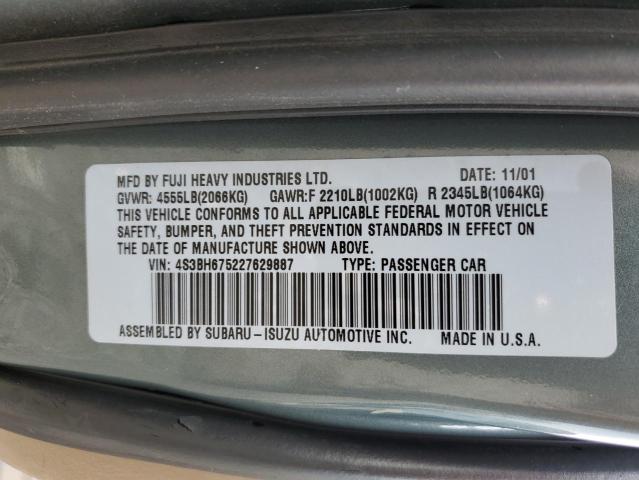 MFD BY FUJI HEAVY INDUSTRIES LTD. DATE: 11/01
GVWR: 4555LB(2066KG) GAWR:F 2210LB(1002KG) R 2345LB(1064KG)
THIS VEHICLE CONFORMS TO ALL APPLICABLE FEDERAL MOTOR VEHICLE
SAFETY, BUMPER, AND THEFT PREVENTION STANDARDS IN EFFECT ON
THE DATE OF MANUFACTURE SHOWN ABOVE.
VIN: 4S3BH675227629887 TYPE: PASSENGER CAR
ASSEMBLED BY SUBARU-ISUZU AUTOMOTIVE INC. MADE IN U.S.A.